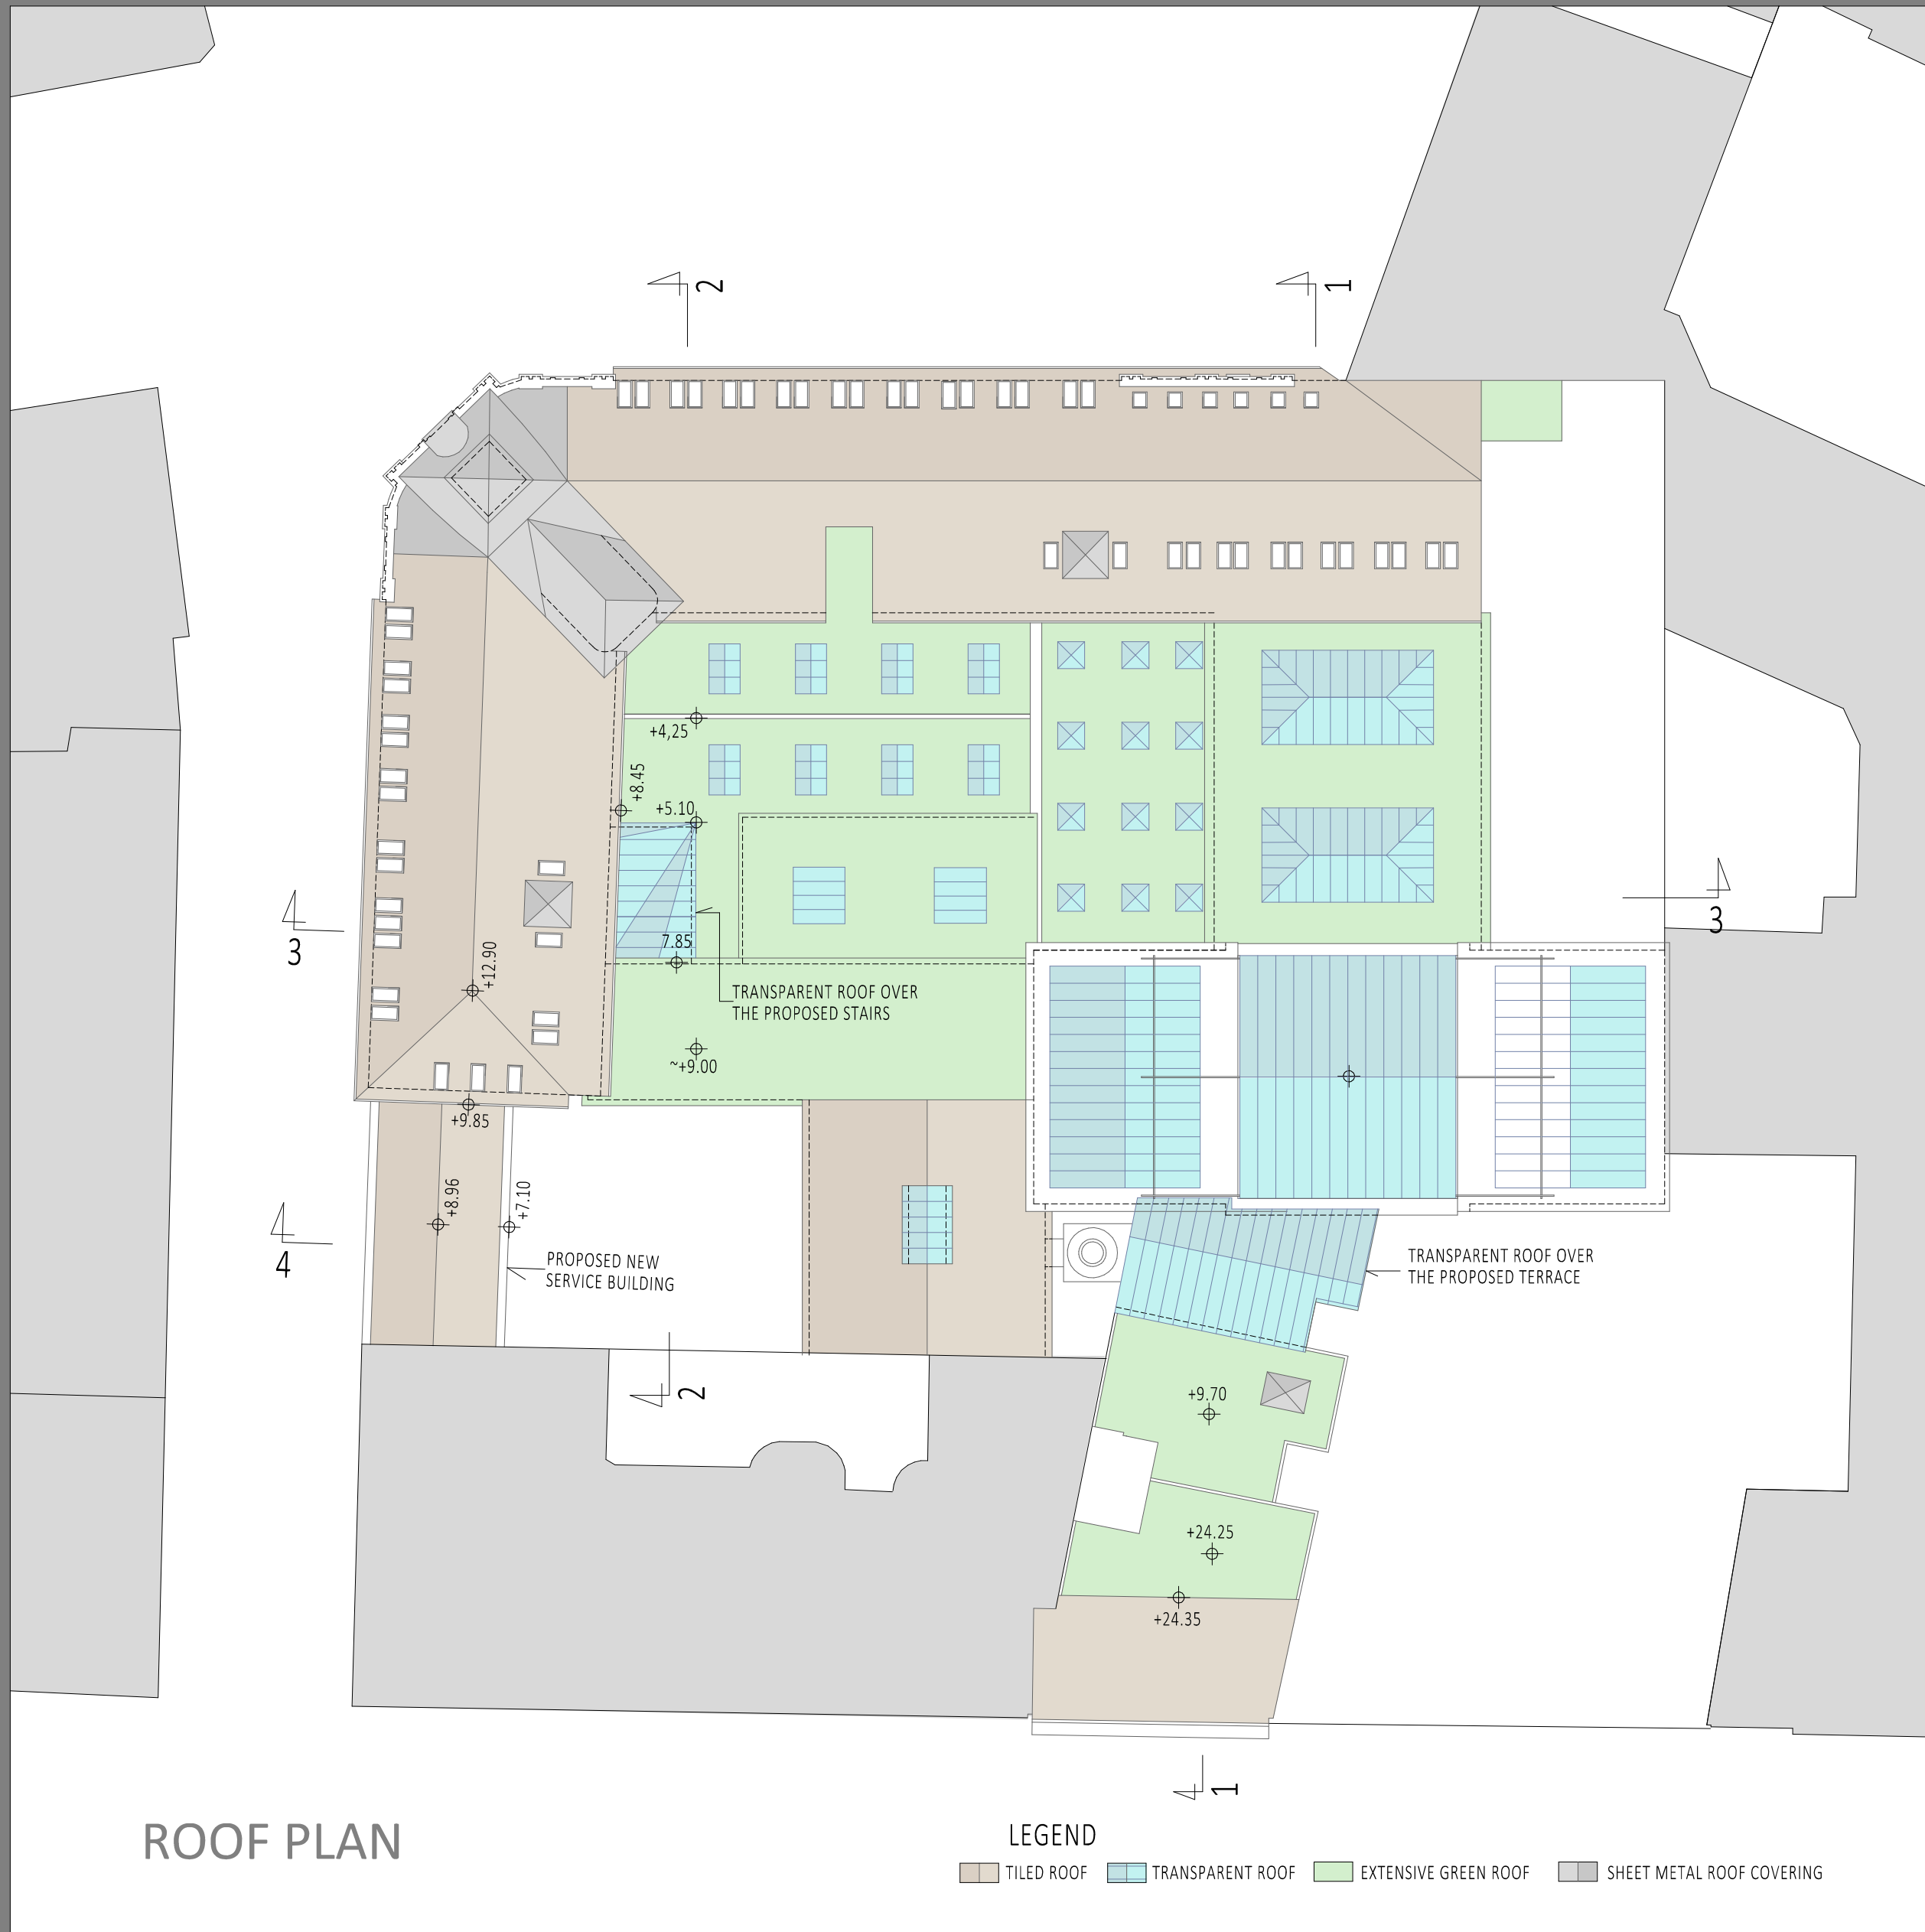 2
1
+4,25
+8.45
+5.10
3
3
7.85
+12.90
TRANSPARENT ROOF OVER
THE PROPOSED STAIRS
~+9.00
+9.85
+8.96
+7.10
4
PROPOSED NEW
SERVICE BUILDING
TRANSPARENT ROOF OVER
THE PROPOSED TERRACE
2
+9.70
+24.25
+24.35
1
ROOF PLAN
LEGEND
TILED ROOF
TRANSPARENT ROOF
EXTENSIVE GREEN ROOF
SHEET METAL ROOF COVERING